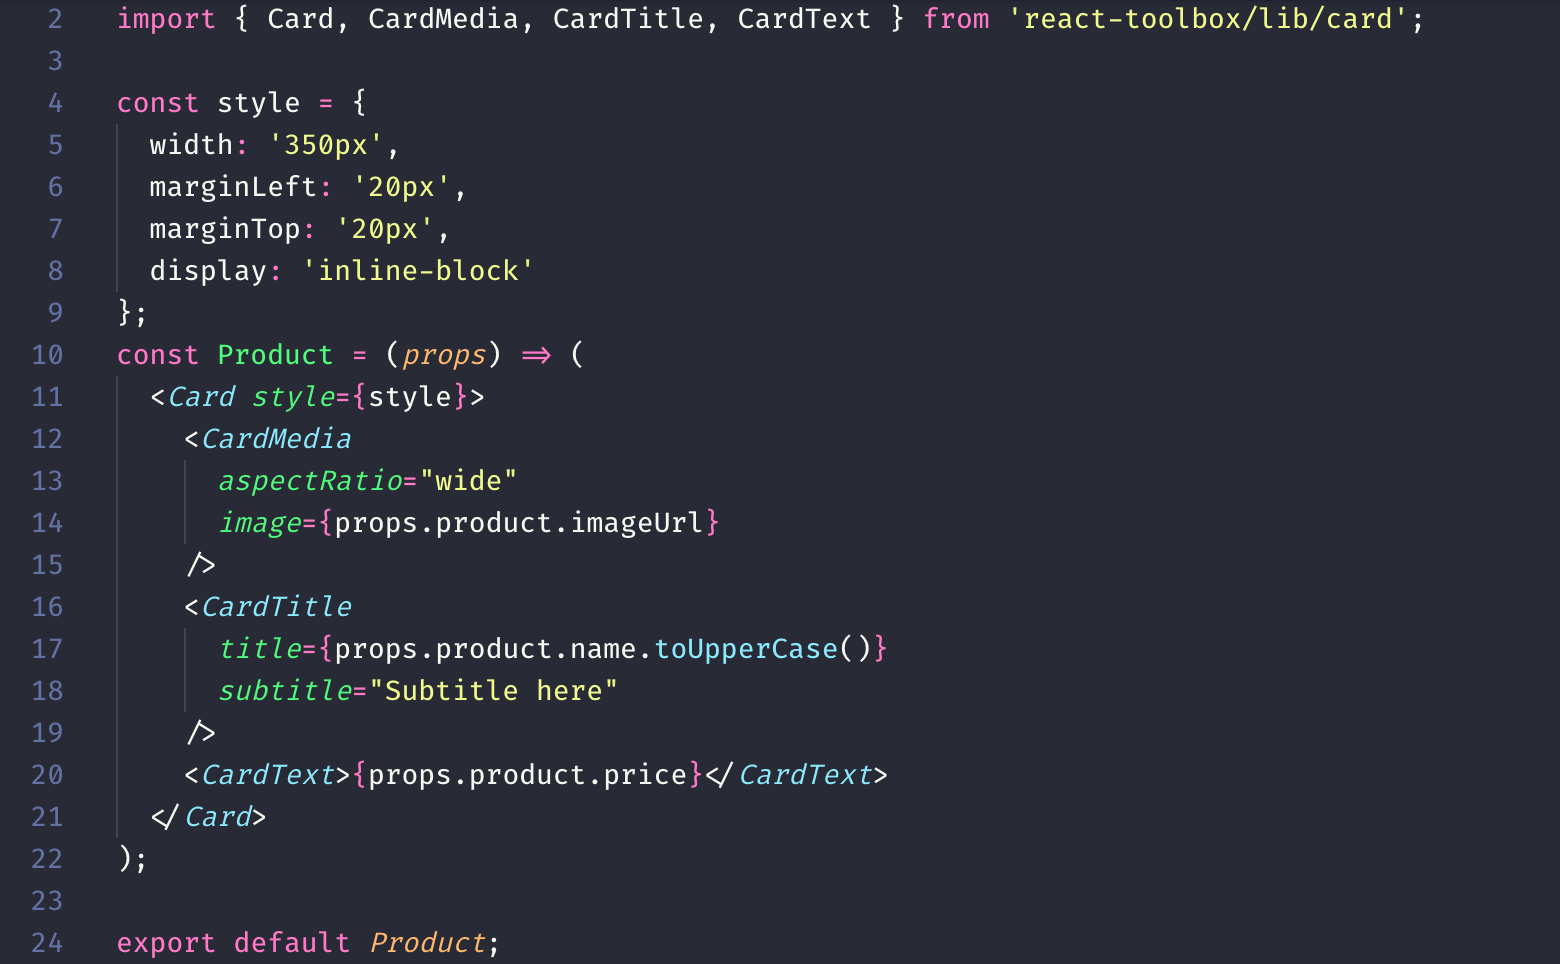 2 import { Card, CardMedia, CardTitle, CardText } from 'react-toolbox/lib/card';
3
4 const style = {
5   width: '350px',
6   marginLeft: '20px',
7   marginTop: '20px',
8   display: 'inline-block'
9 };
10 const Product = (props) => (
11   <Card style={style}>
12     <CardMedia
13       aspectRatio="wide"
14       image={props.product.imageUrl}
15     />
16     <CardTitle
17       title={props.product.name.toUpperCase()}
18       subtitle="Subtitle here"
19     />
20     <CardText>{props.product.price}</CardText>
21   </Card>
22 );
23
24 export default Product;